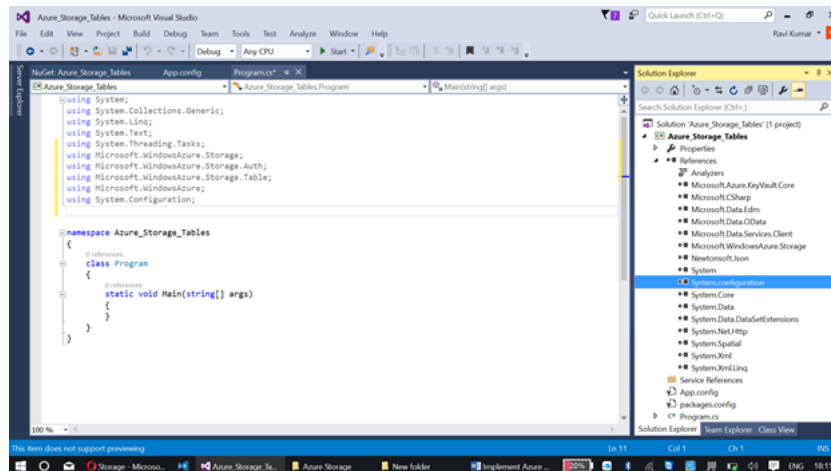 Azure_Storage_Tables - Microsoft Visual Studio
Quick Launch (Ctrl+Q)
File Edit View Project Build Debug Team Tools Test Analyze Window Help
Ravi Kumar
Debug Any CPU Start
Server Explorer
NuGet: Azure_Storage_Tables App.config Program.cs*
Azure_Storage_Tables Azure_Storage_Tables.Program Main(string[] args)
using System;
using System.Collections.Generic;
using System.Linq;
using System.Text;
using System.Threading.Tasks;
using Microsoft.WindowsAzure.Storage;
using Microsoft.WindowsAzure.Storage.Auth;
using Microsoft.WindowsAzure.Storage.Table;
using Microsoft.WindowsAzure;
using System.Configuration;
namespace Azure_Storage_Tables
{
0 references
class Program
{
0 references
static void Main(string[] args)
{
}
}
}
100 %
Solution Explorer
Search Solution Explorer (Ctrl+;)
Solution 'Azure_Storage_Tables' (1 project)
Azure_Storage_Tables
Properties
References
Analyzers
Microsoft.Azure.KeyVault.Core
Microsoft.CSharp
Microsoft.Data.Edm
Microsoft.Data.OData
Microsoft.Data.Services.Client
Microsoft.WindowsAzure.Storage
Newtonsoft.Json
System
System.configuration
System.Core
System.Data
System.Data.DataSetExtensions
System.Net.Http
System.Spatial
System.Xml
System.Xml.Linq
Service References
App.config
packages.config
C# Program.cs
Solution Explorer Team Explorer Class View
This item does not support previewing Ln 11 Col 1 Ch 1 INS
Storage - Microso... Azure_Storage_Ta... Azure Storage New folder Implement Azure ... 20% ENG